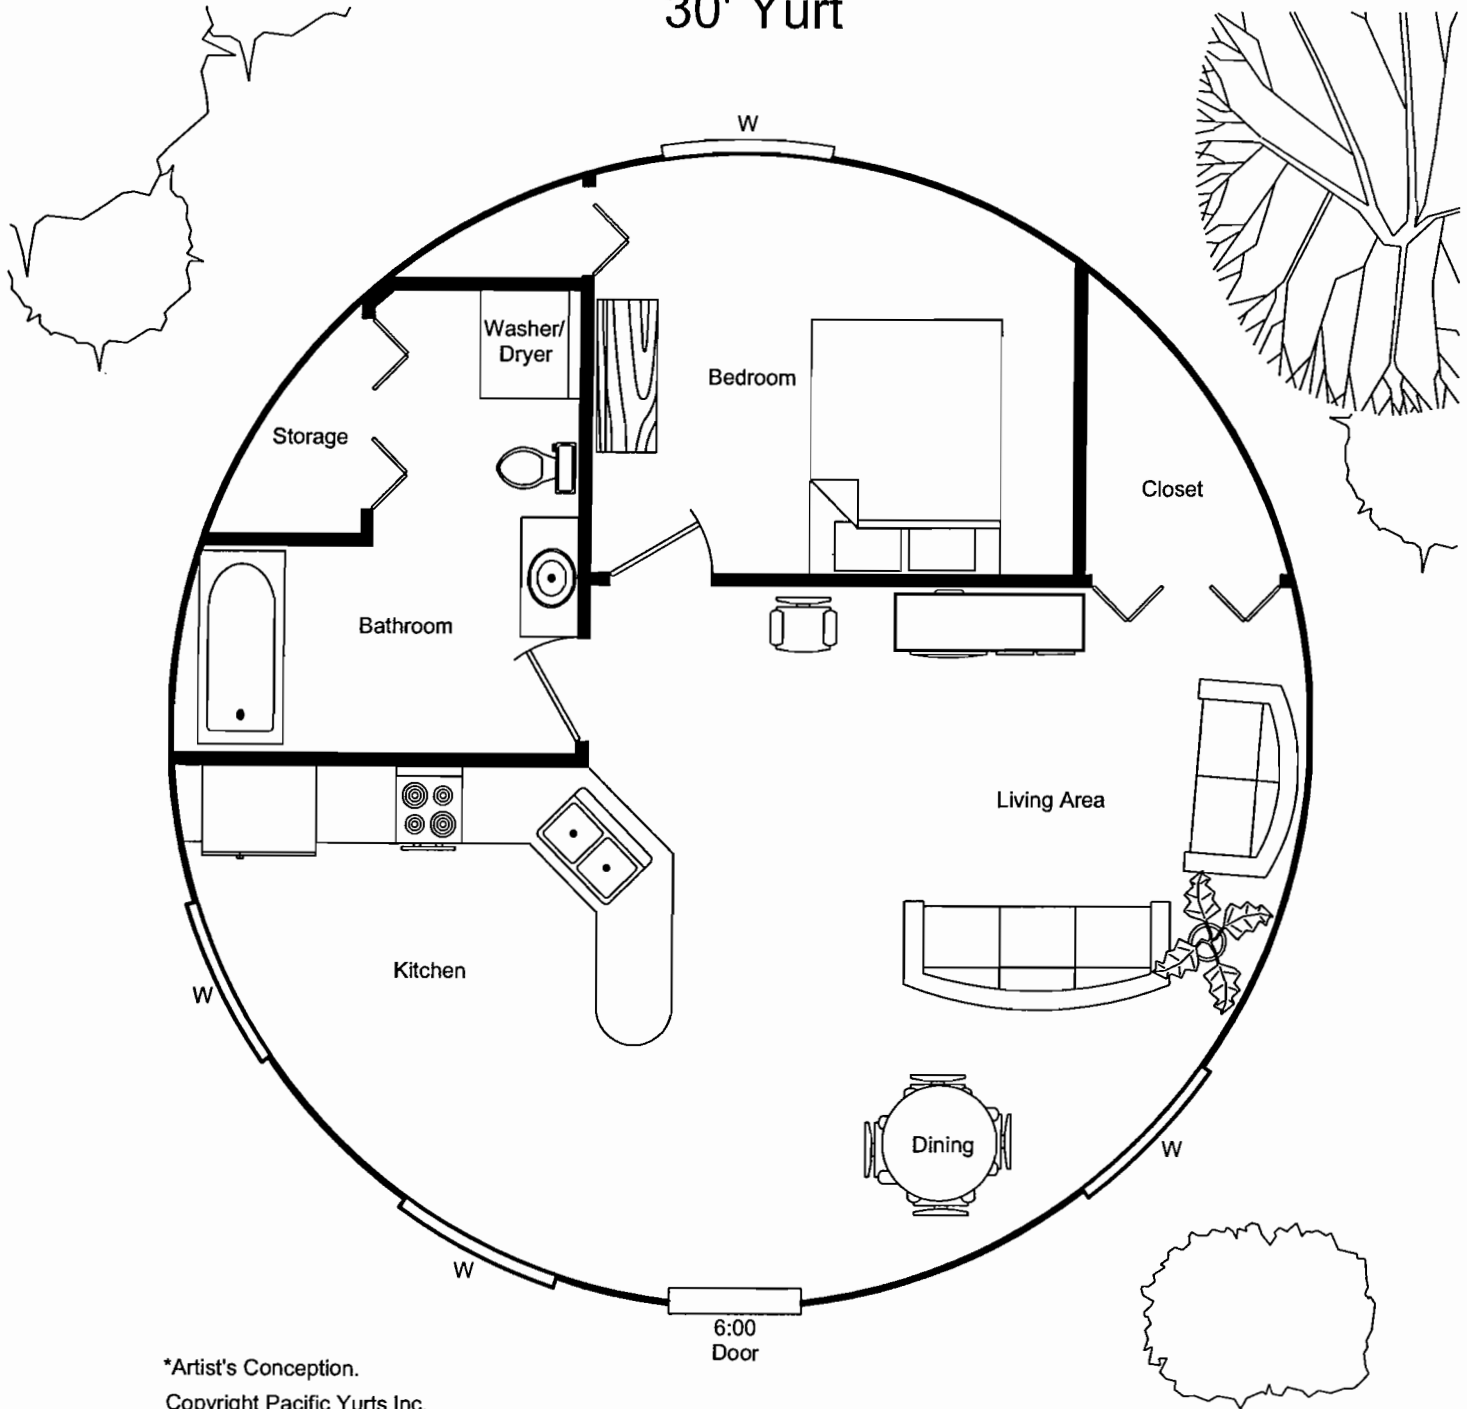 30' Yurt
W
Washer/
Dryer
Bedroom
Storage
Closet
Bathroom
Living Area
Kitchen
W
Dining
W
W
6:00
Door
*Artist's Conception.
Copyright Pacific Yurts Inc.